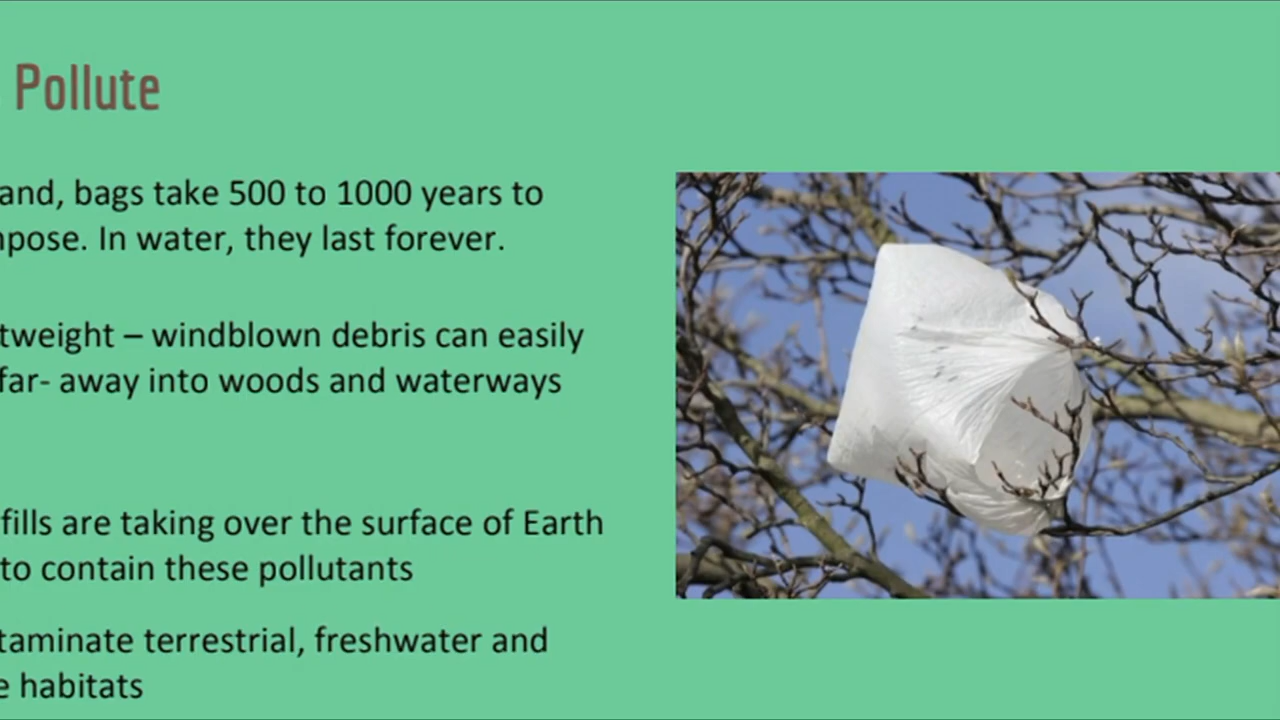 Pollute
and, bags take 500 to 1000 years to
pose. In water, they last forever.
tweight – windblown debris can easily
far- away into woods and waterways
fills are taking over the surface of Earth
to contain these pollutants
taminate terrestrial, freshwater and
e habitats